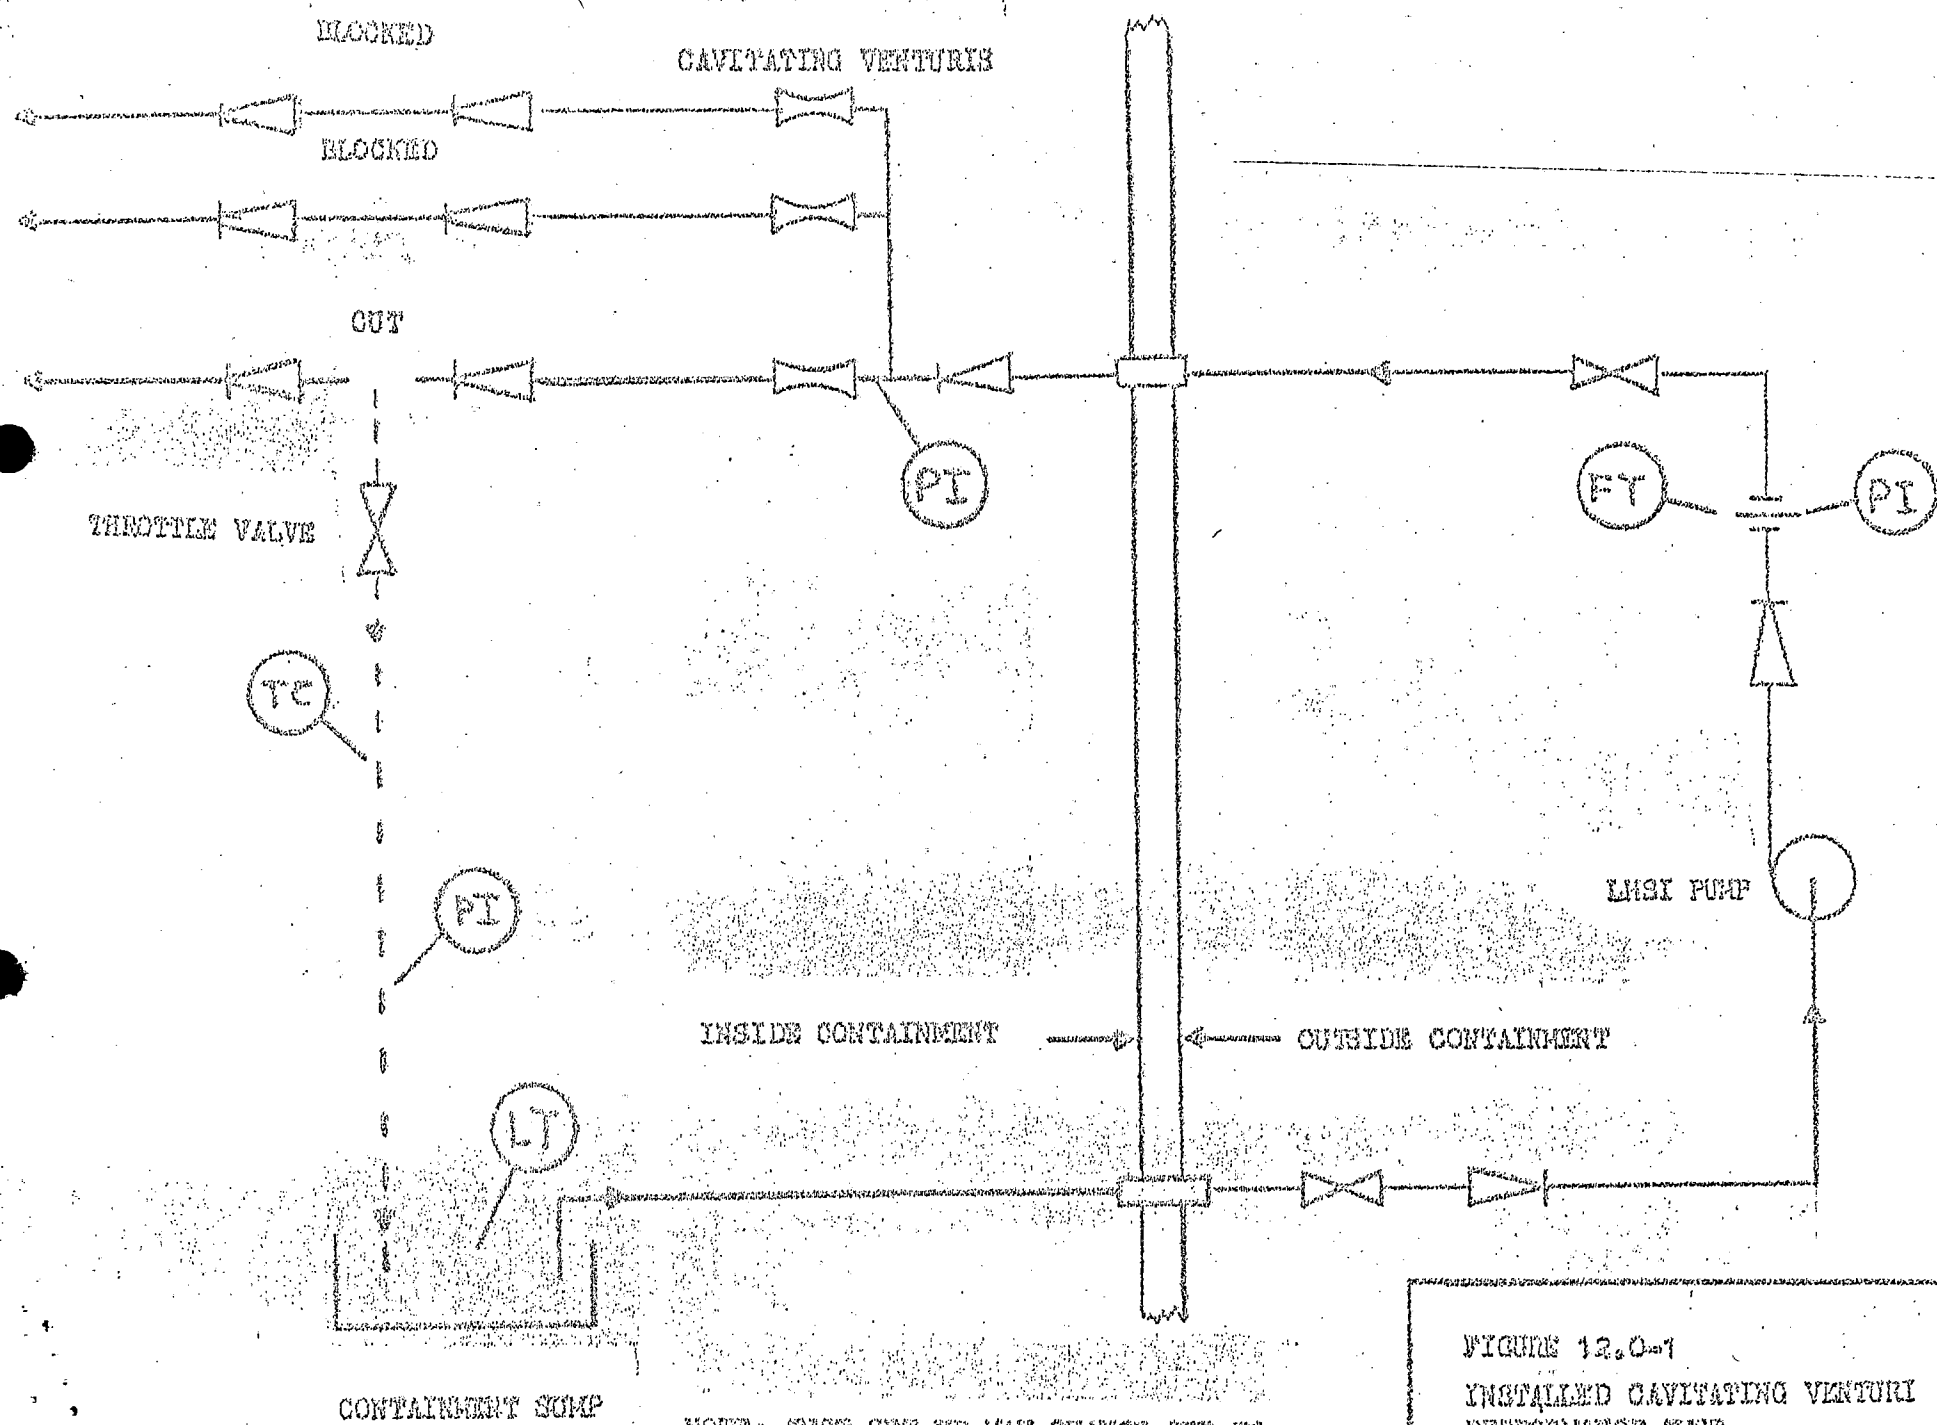 BLOCKED
CAVITATING VENTURIS
BLOCKED
CUT
THROTTLE VALVE
PI
FT
PI
TC
PI
LHSI PUMP
INSIDE CONTAINMENT
OUTSIDE CONTAINMENT
LT
CONTAINMENT SUMP
FIGURE 12.0-1
INSTALLED CAVITATING VENTURI